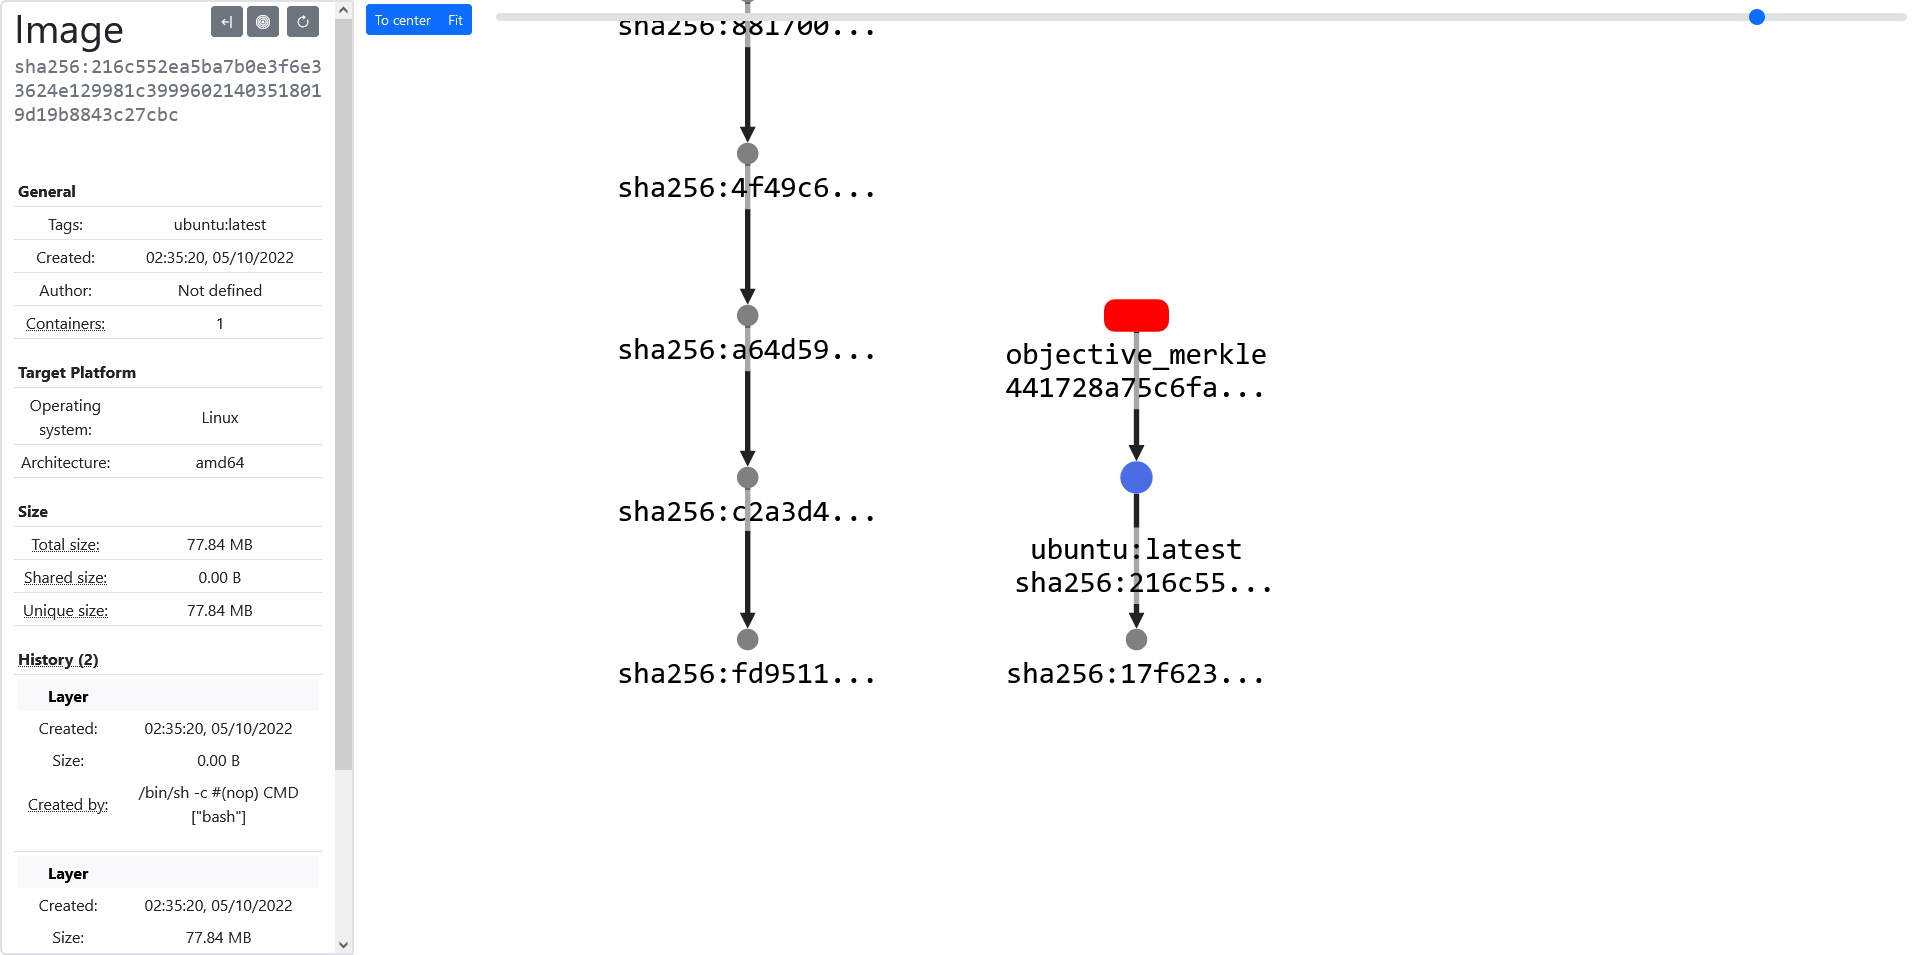 Image
sha256:216c552ea5ba7b0e3f6e3
3624e129981c3999602140351801
9d19b8843c27cbc
General
Tags: ubuntu:latest
Created: 02:35:20, 05/10/2022
Author: Not defined
Containers: 1
Target Platform
Operating system: Linux
Architecture: amd64
Size
Total size: 77.84 MB
Shared size: 0.00 B
Unique size: 77.84 MB
History (2)
Layer
Created: 02:35:20, 05/10/2022
Size: 0.00 B
Created by: /bin/sh -c #(nop) CMD
["bash"]
Layer
Created: 02:35:20, 05/10/2022
Size: 77.84 MB
To center Fit
sha256:881700...
sha256:4f49c6...
sha256:a64d59...
sha256:c2a3d4...
sha256:fd9511...
objective_merkle
441728a75c6fa...
ubuntu:latest
sha256:216c55...
sha256:17f623...